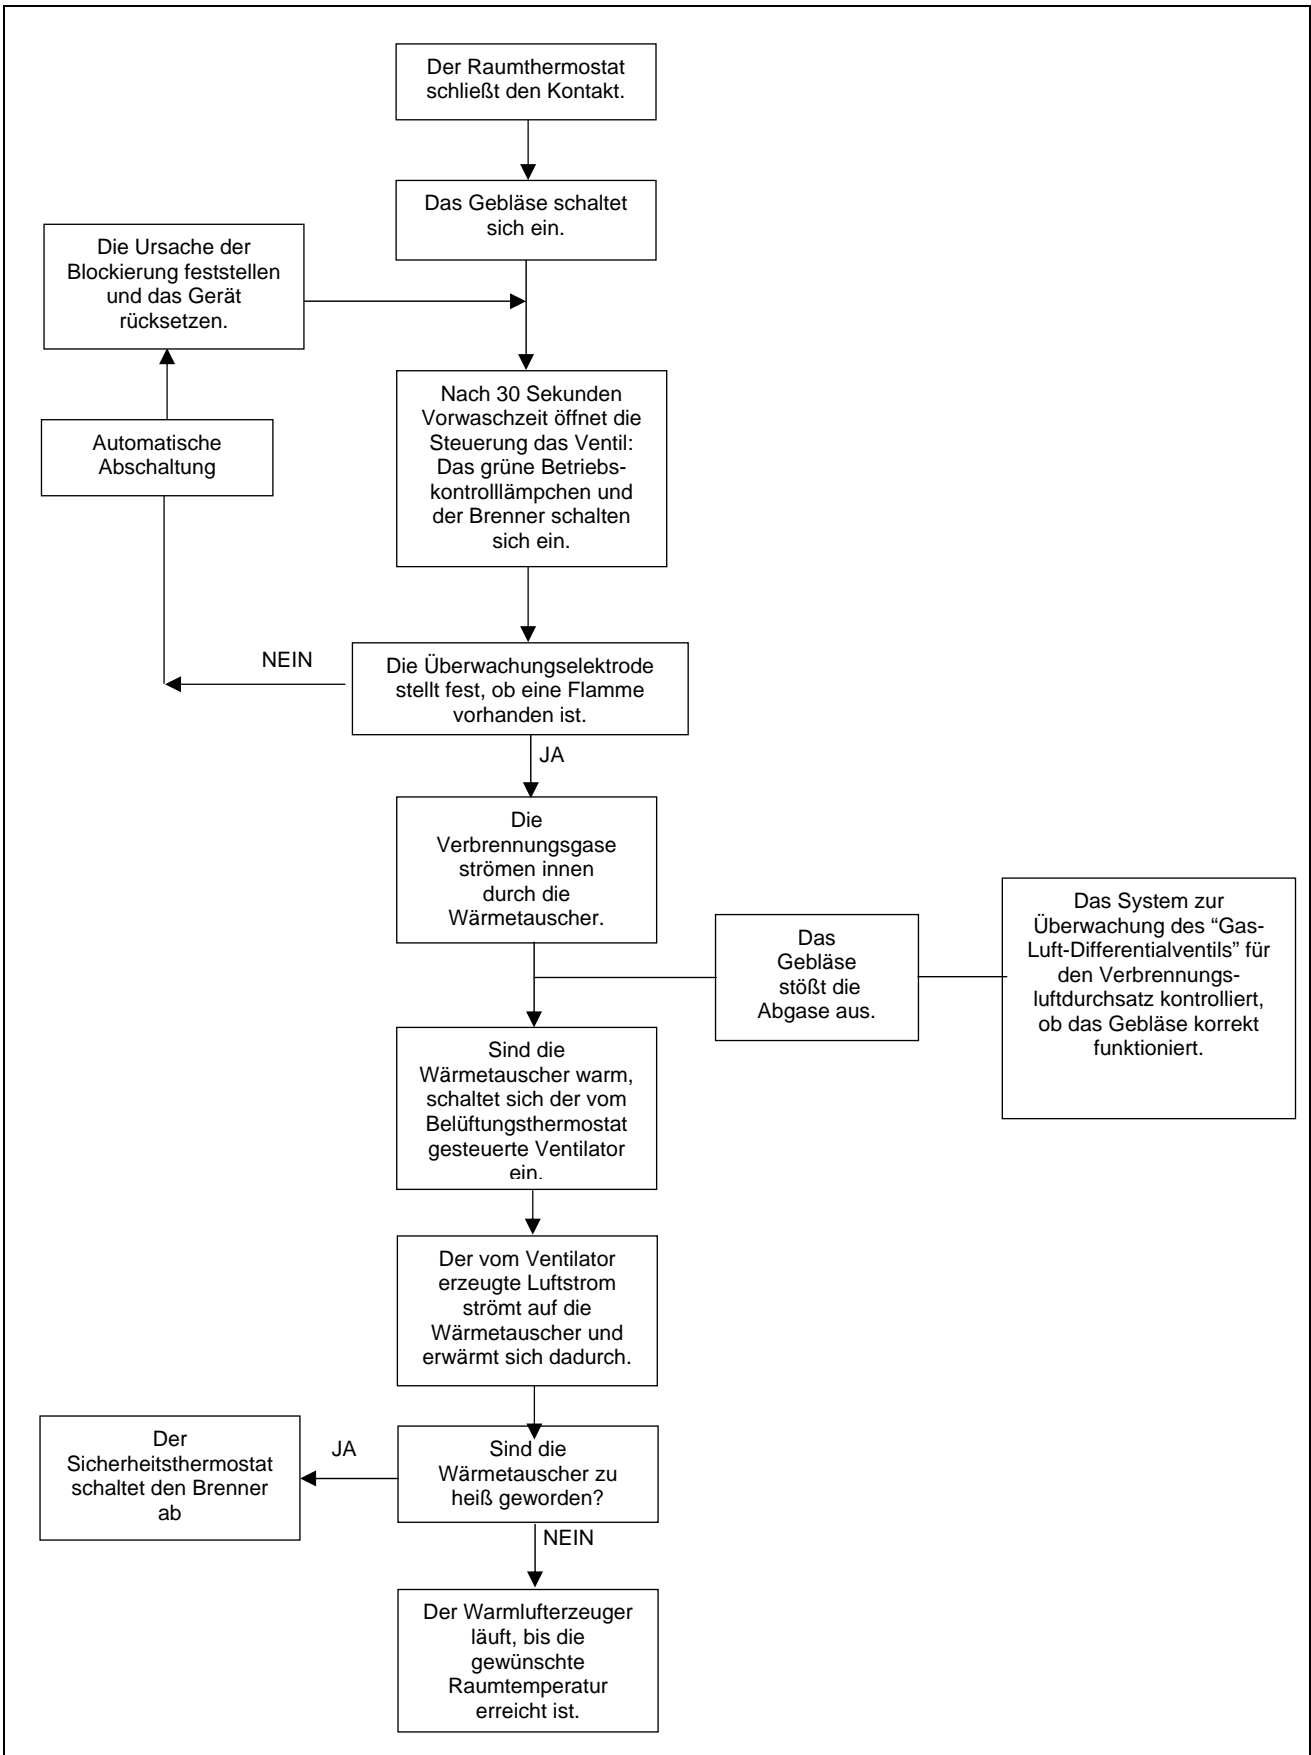 Der Raumthermostat
schließt den Kontakt.
Das Gebläse schaltet
sich ein.
Die Ursache der
Blockierung feststellen
und das Gerät
rücksetzen.
Nach 30 Sekunden
Vorwaschzeit öffnet die
Steuerung das Ventil:
Das grüne Betriebs-
kontrolllämpchen und
der Brenner schalten
sich ein.
Automatische
Abschaltung
NEIN
Die Überwachungselektrode
stellt fest, ob eine Flamme
vorhanden ist.
JA
Die
Verbrennungsgase
strömen innen
durch die
Wärmetauscher.
Das
Gebläse
stößt die
Abgase aus.
Das System zur
Überwachung des “Gas-
Luft-Differentialventils” für
den Verbrennungs-
luftdurchsatz kontrolliert,
ob das Gebläse korrekt
funktioniert.
Sind die
Wärmetauscher warm,
schaltet sich der vom
Belüftungsthermostat
gesteuerte Ventilator
ein.
Der vom Ventilator
erzeugte Luftstrom
strömt auf die
Wärmetauscher und
erwärmt sich dadurch.
Der
Sicherheitsthermostat
schaltet den Brenner
ab
JA
Sind die
Wärmetauscher zu
heiß geworden?
NEIN
Der Warmlufterzeuger
läuft, bis die
gewünschte
Raumtemperatur
erreicht ist.